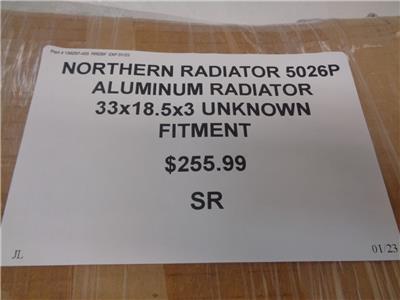 NORTHERN RADIATOR 5026P
ALUMINUM RADIATOR
33x18.5x3 UNKNOWN
FITMENT
$255.99
SR
JL 01/23